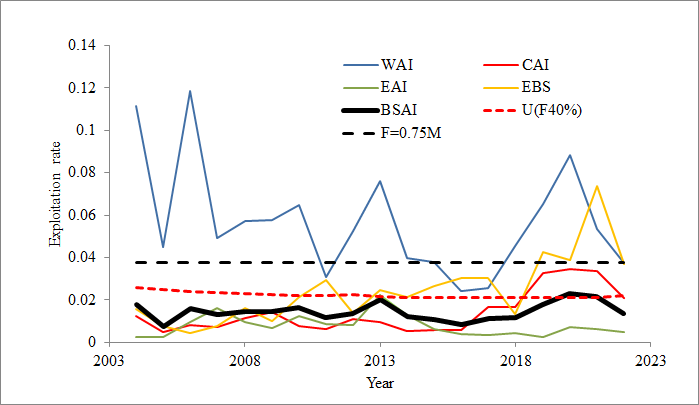 0.14
0.12
0.1
0.08
0.06
0.04
0.02
0
Exploitation rate
WAI CAI
EAI EBS
BSAI U(F40%)
F=0.75M
2003 2008 2013 2018 2023
Year